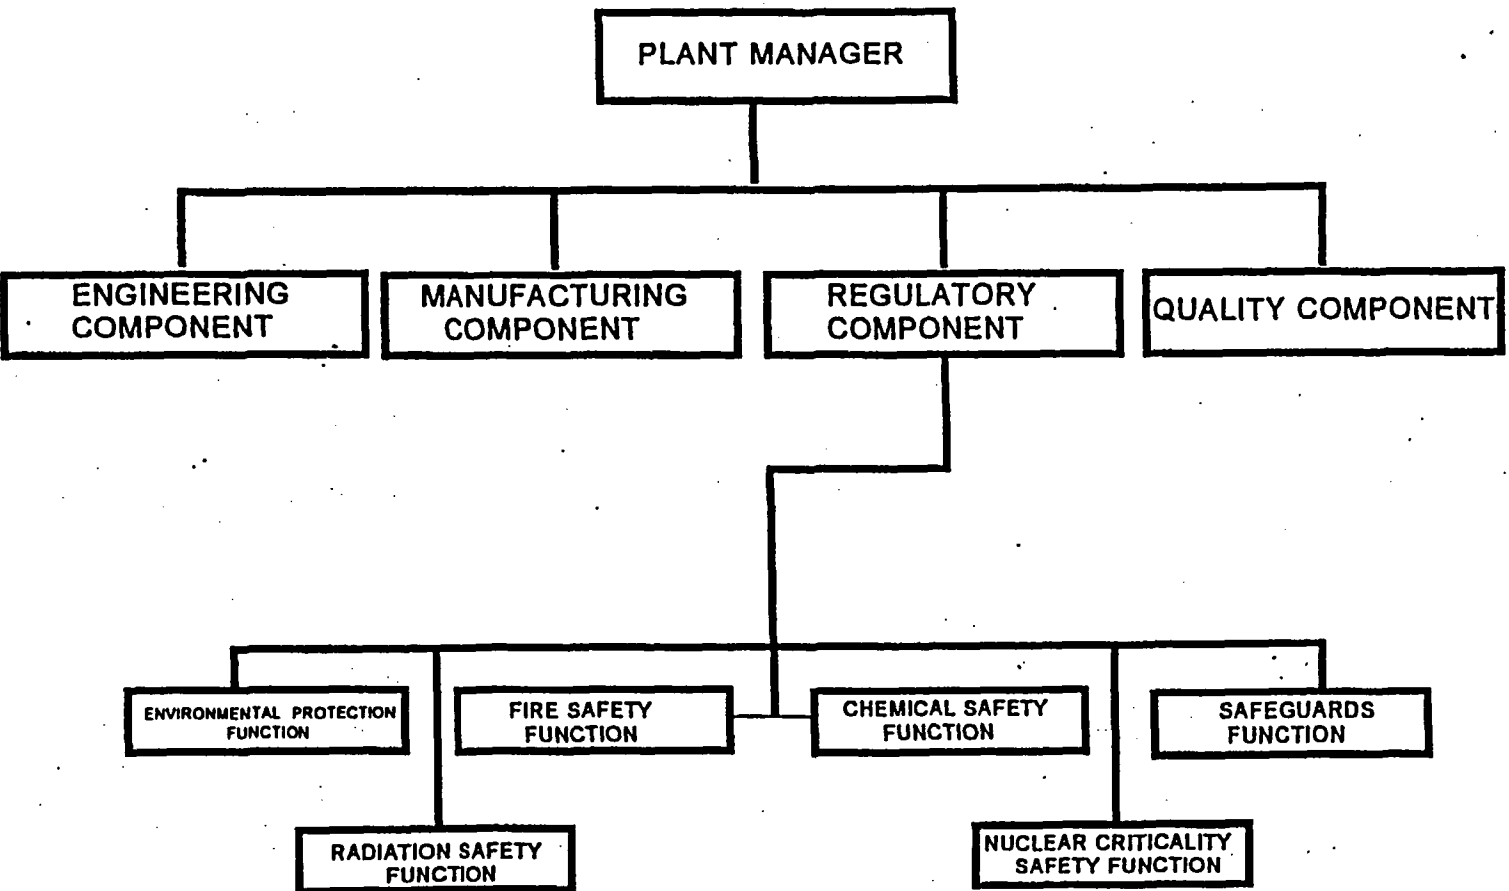 PLANT MANAGER
ENGINEERING
COMPONENT
MANUFACTURING
COMPONENT
REGULATORY
COMPONENT
QUALITY COMPONENT
ENVIRONMENTAL PROTECTION
FUNCTION
FIRE SAFETY
FUNCTION
CHEMICAL SAFETY
FUNCTION
SAFEGUARDS
FUNCTION
RADIATION SAFETY
FUNCTION
NUCLEAR CRITICALITY
SAFETY FUNCTION